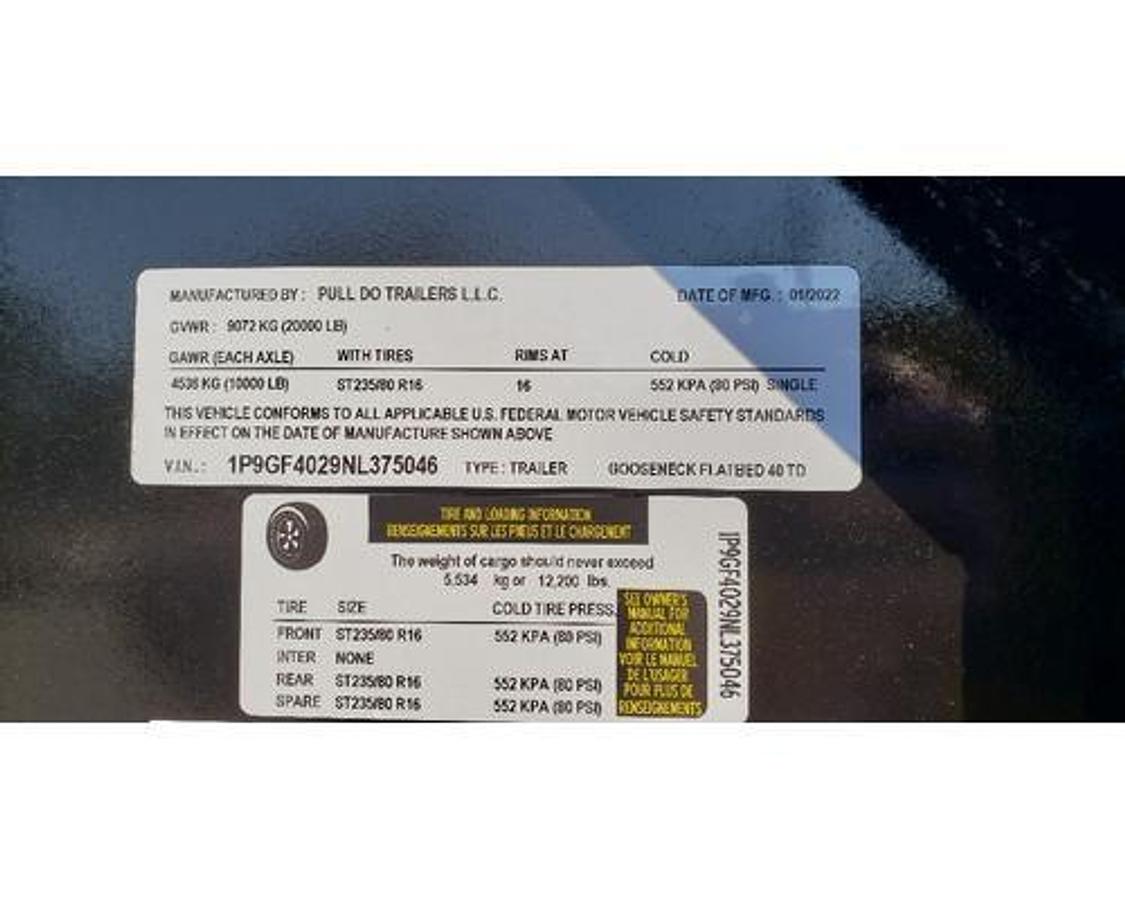 MANUFACTURED BY : PULL DO TRAILERS L.L.C. DATE OF MFG. : 01/2022
GVWR : 9072 KG (20000 LB)
GAWR (EACH AXLE) WITH TIRES RIMS AT COLD
4536 KG (10000 LB) ST235/80 R16 16 552 KPA (80 PSI) SINGLE
THIS VEHICLE CONFORMS TO ALL APPLICABLE U.S. FEDERAL MOTOR VEHICLE SAFETY STANDARDS
IN EFFECT ON THE DATE OF MANUFACTURE SHOWN ABOVE
V.I.N. : 1P9GF4029NL375046 TYPE : TRAILER GOOSENECK FLATBED 40 TD
TIRE AND LOADING INFORMATION
RENSEIGNEMENTS SUR LES PNEUS ET LE CHARGEMENT
The weight of cargo should never exceed
5,534 kg or 12,200 lbs.
TIRE SIZE COLD TIRE PRESS.
FRONT ST235/80 R16 552 KPA (80 PSI)
INTER NONE
REAR ST235/80 R16 552 KPA (80 PSI)
SPARE ST235/80 R16 552 KPA (80 PSI)
SEE OWNER'S
MANUAL FOR
ADDITIONAL
INFORMATION
VOIR LE MANUEL
DE L'USAGER
POUR PLUS DE
RENSEIGNEMENTS
1P9GF4029NL375046